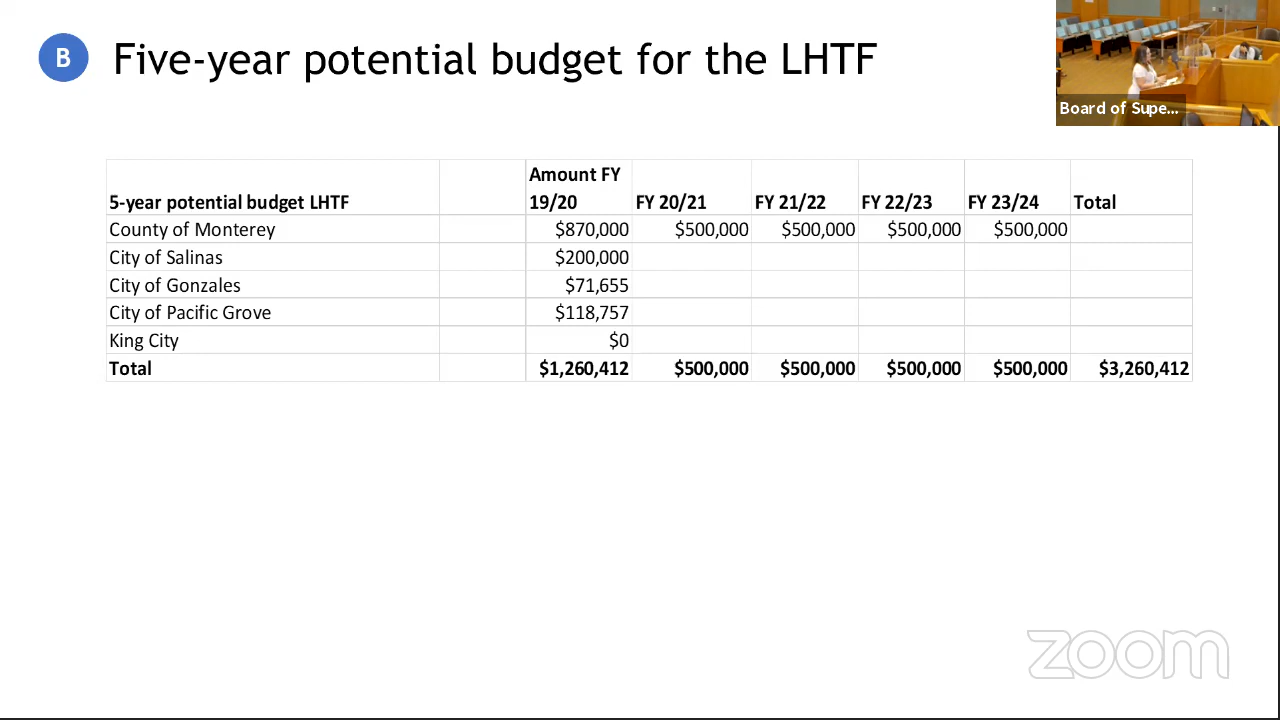 B Five-year potential budget for the LHTF
Board of Supe...
Amount FY
5-year potential budget LHTF 19/20 FY 20/21 FY 21/22 FY 22/23 FY 23/24 Total
County of Monterey $870,000 $500,000 $500,000 $500,000 $500,000
City of Salinas $200,000
City of Gonzales $71,655
City of Pacific Grove $118,757
King City $0
Total $1,260,412 $500,000 $500,000 $500,000 $500,000 $3,260,412
zoom